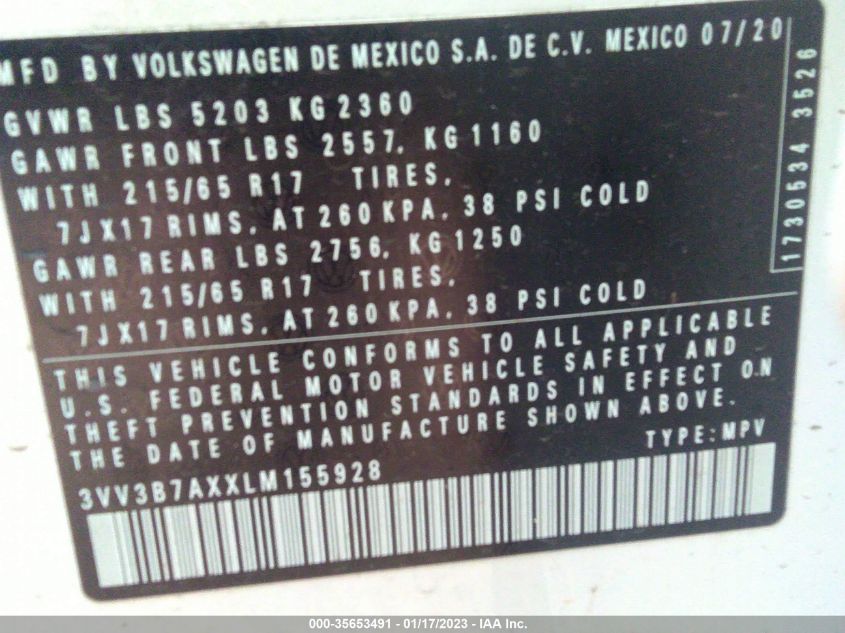 MFD BY VOLKSWAGEN DE MEXICO S.A. DE C.V. MEXICO 07/20
GVWR LBS 5203 KG 2360
GAWR FRONT LBS 2557, KG 1160
WITH 215/65 R17 TIRES,
7JX17 RIMS, AT 260 KPA, 38 PSI COLD
GAWR REAR LBS 2756, KG 1250
WITH 215/65 R17 TIRES,
7JX17 RIMS, AT 260 KPA, 38 PSI COLD
1730534 3526
THIS VEHICLE CONFORMS TO ALL APPLICABLE
U.S. FEDERAL MOTOR VEHICLE SAFETY AND
THEFT PREVENTION STANDARDS IN EFFECT ON
THE DATE OF MANUFACTURE SHOWN ABOVE.
TYPE: MPV
3VV3B7AXXLM155928
000-35653491 - 01/17/2023 - IAA Inc.